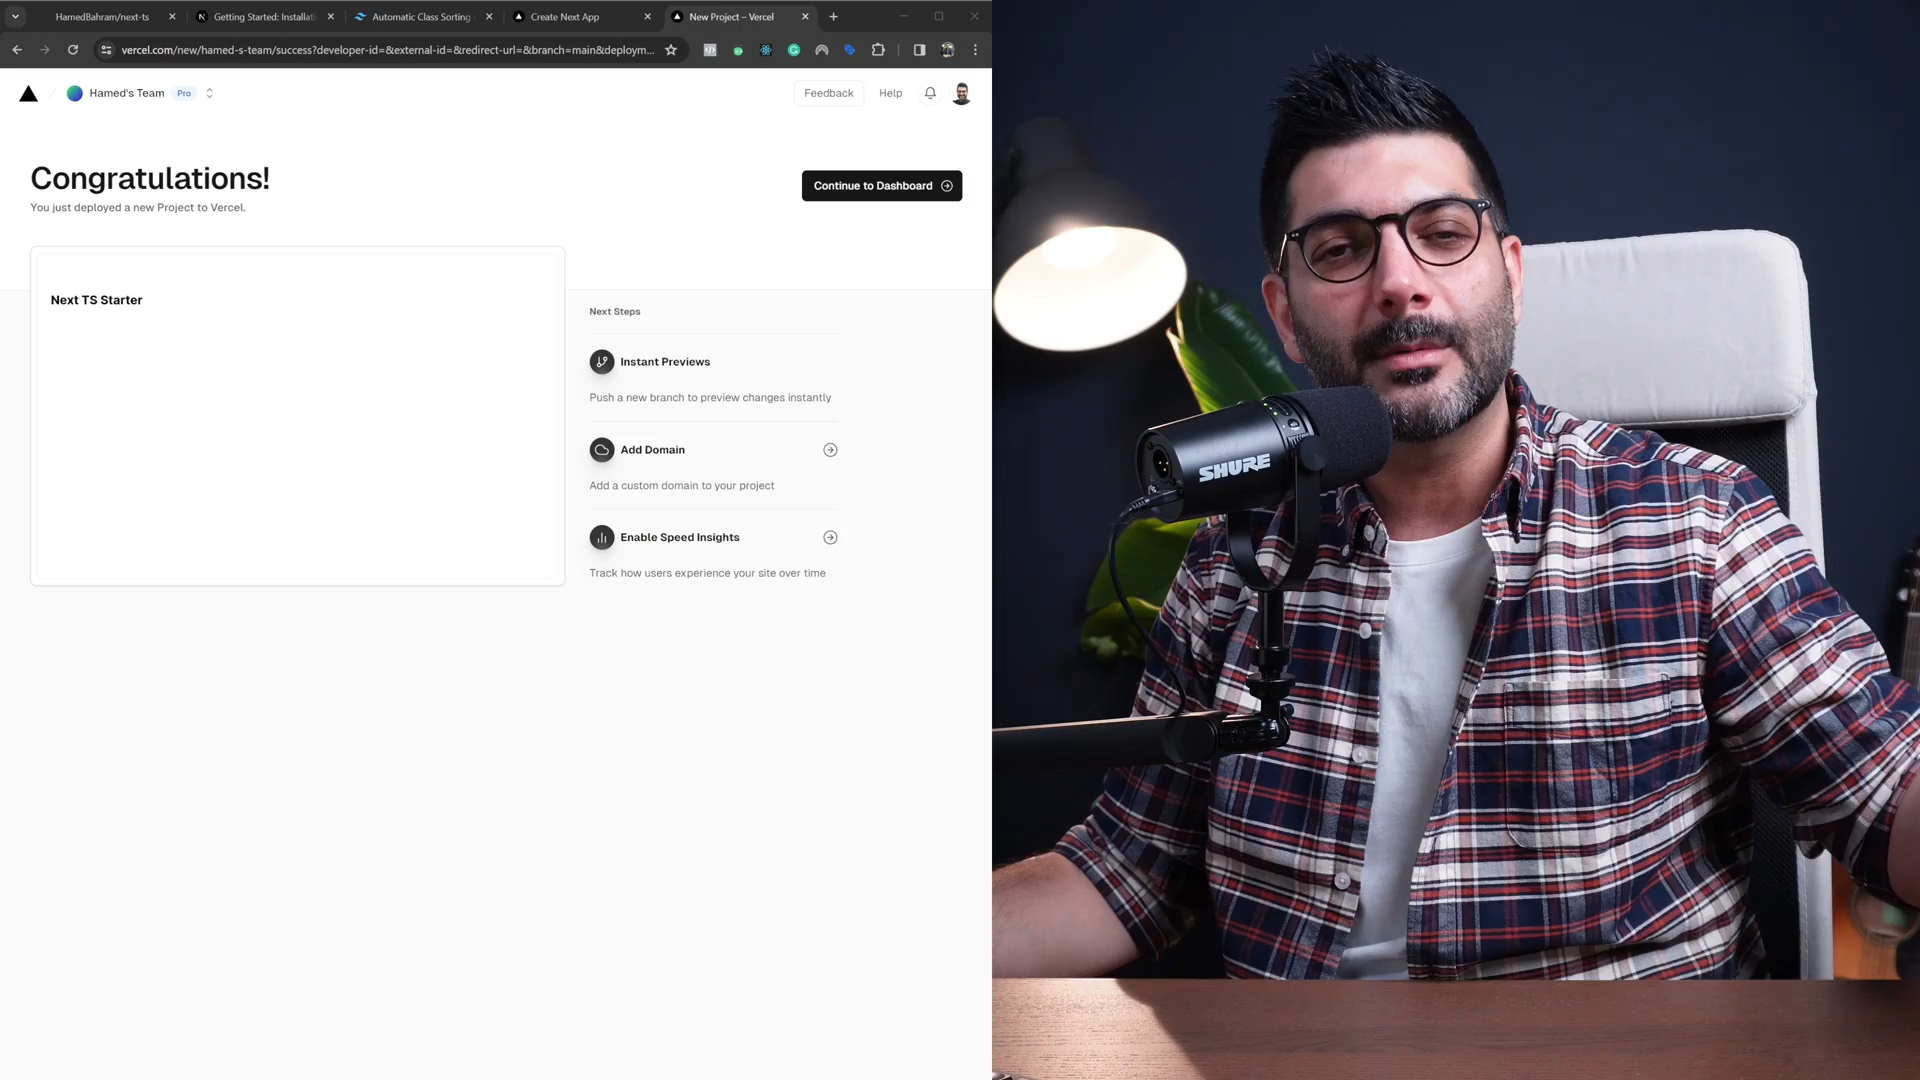 HamedBahram/next-ts
Getting Started: Installati
Automatic Class Sorting
Create Next App
New Project – Vercel
vercel.com/new/hamed-s-team/success?developer-id=&external-id=&redirect-url=&branch=main&deploym...
Hamed's Team
Pro
Feedback
Help
Congratulations!
You just deployed a new Project to Vercel.
Continue to Dashboard
Next TS Starter
Next Steps
Instant Previews
Push a new branch to preview changes instantly
Add Domain
Add a custom domain to your project
Enable Speed Insights
Track how users experience your site over time
SHURE